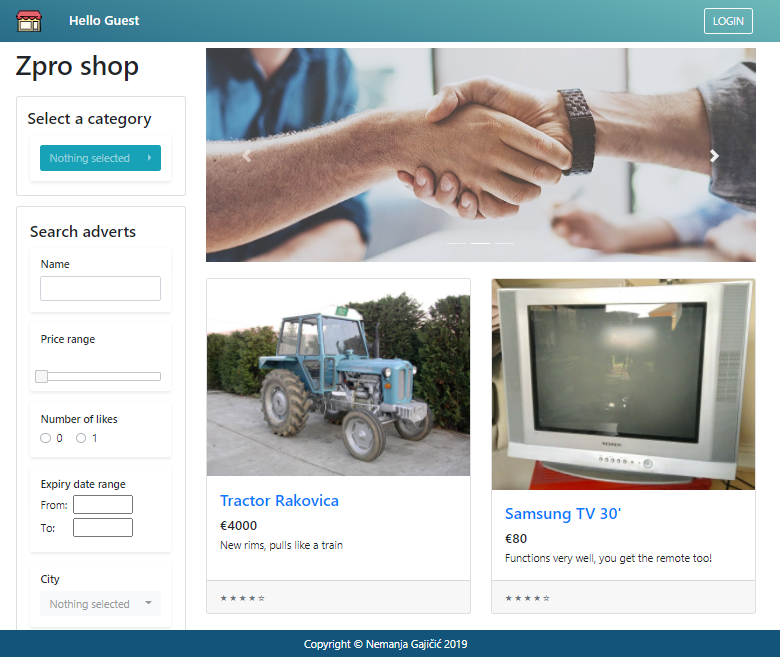 Hello Guest
LOGIN
Zpro shop
Select a category
Nothing selected
Search adverts
Name
Price range
Number of likes
0 1
Expiry date range
From:
To:
City
Nothing selected
Tractor Rakovica
€4000
New rims, pulls like a train
★ ★ ★ ★ ☆
Samsung TV 30'
€80
Functions very well, you get the remote too!
★ ★ ★ ★ ☆
Copyright © Nemanja Gajičić 2019